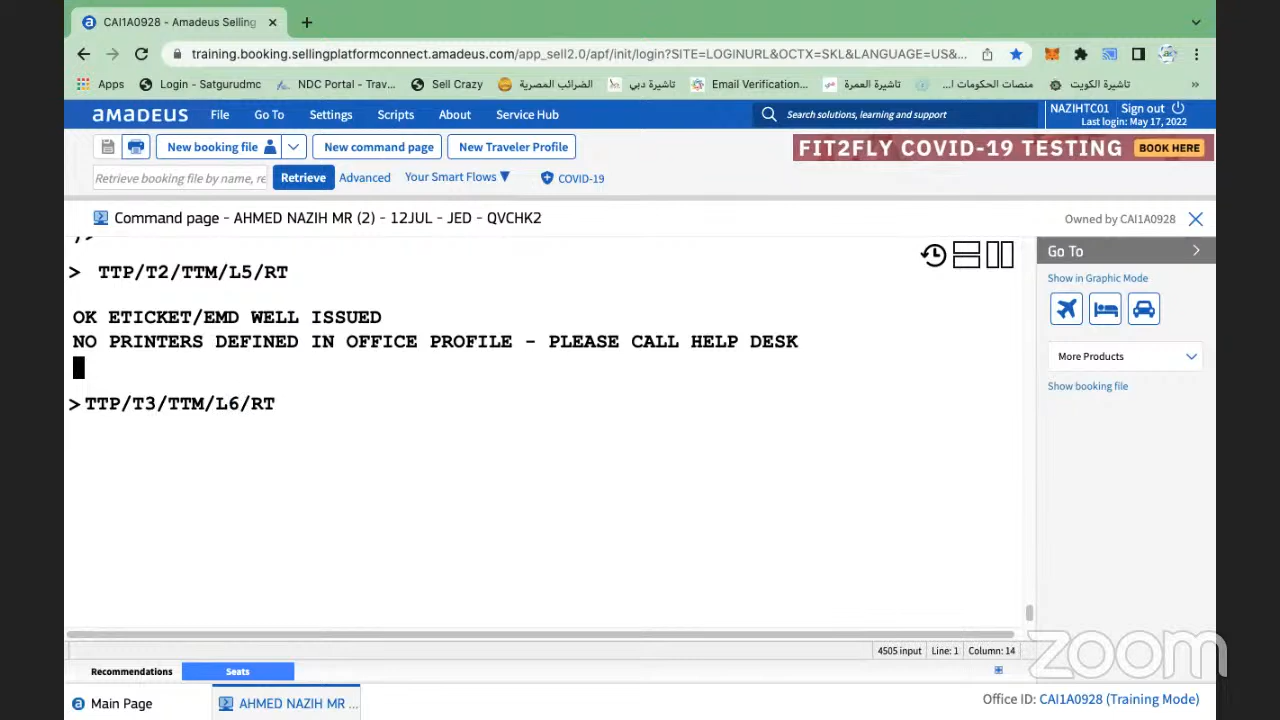 CAI1A0928 - Amadeus Selling
training.booking.sellingplatformconnect.amadeus.com/app_sell2.0/apf/init/login?SITE=LOGINURL&OCTX=SKL&LANGUAGE=US&...
Apps Login - Satgurudmc NDC Portal - Trav... Sell Crazy الضرائب المصرية تاشيرة دبي Email Verification... تاشيرة العمرة منصات الحكومات ا... تاشيرة الكويت »
amadeus File Go To Settings Scripts About Service Hub Search solutions, learning and support NAZIHTC01 Sign out
Last login: May 17, 2022
New booking file New command page New Traveler Profile FIT2FLY COVID-19 TESTING BOOK HERE
Retrieve booking file by name, re Retrieve Advanced Your Smart Flows COVID-19
Command page - AHMED NAZIH MR (2) - 12JUL - JED - QVCHK2 Owned by CAI1A0928
> TTP/T2/TTM/L5/RT
OK ETICKET/EMD WELL ISSUED
NO PRINTERS DEFINED IN OFFICE PROFILE - PLEASE CALL HELP DESK
>TTP/T3/TTM/L6/RT
Go To
Show in Graphic Mode
More Products
Show booking file
4505 input Line: 1 Column: 14
Recommendations Seats
zoom
Main Page AHMED NAZIH MR ... Office ID: CAI1A0928 (Training Mode)